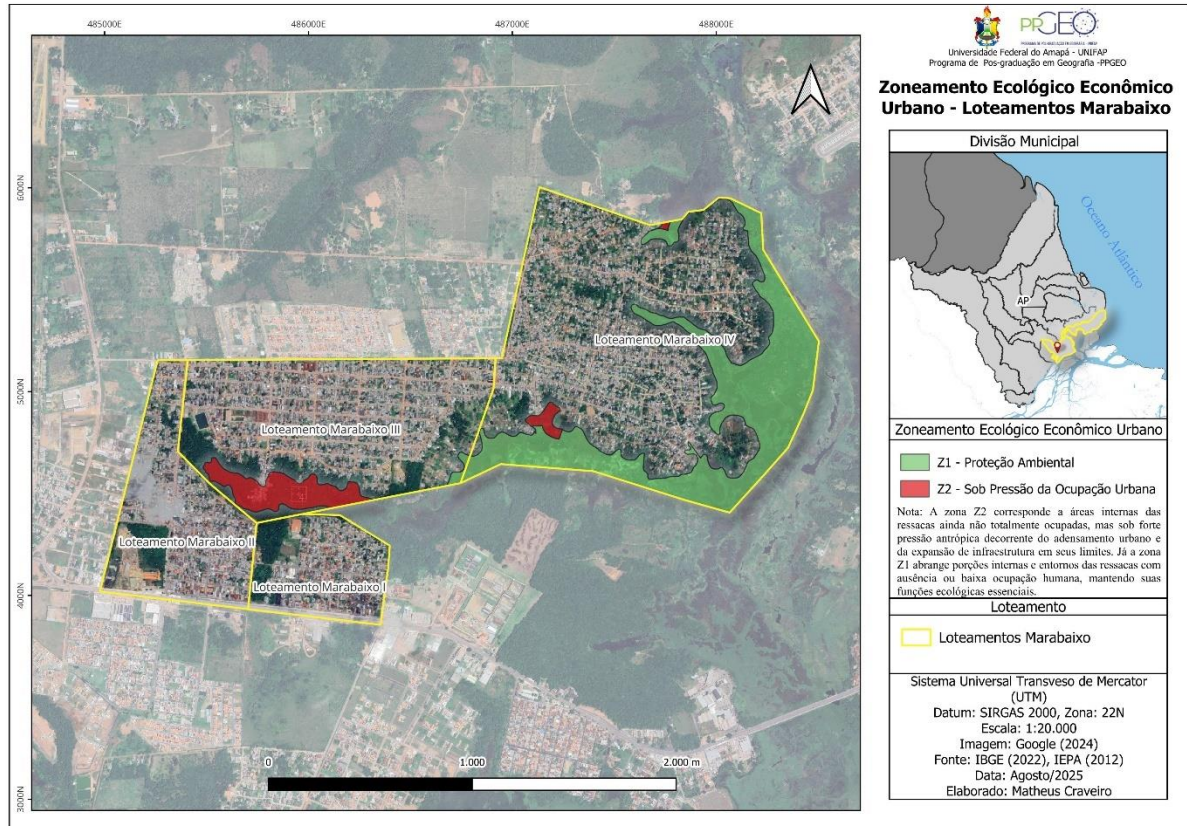 485000E
486000E
487000E
488000E
6000N
5000N
4000N
3000N
Loteamento Marabaixo IV
Loteamento Marabaixo III
Loteamento Marabaixo II
Loteamento Marabaixo I
0
1.000
2.000 m
PPGEO
Universidade Federal do Amapá - UNIFAP
Programa de Pos-graduação em Geografia -PPGEO
Zoneamento Ecológico Econômico
Urbano - Loteamentos Marabaixo
Divisão Municipal
Oceano Atlântico
AP
Zoneamento Ecológico Econômico Urbano
Z1 - Proteção Ambiental
Z2 - Sob Pressão da Ocupação Urbana
Nota: A zona Z2 corresponde a áreas internas das
ressacas ainda não totalmente ocupadas, mas sob forte
pressão antrópica decorrente do adensamento urbano e
da expansão de infraestrutura em seus limites. Já a zona
Z1 abrange porções internas e entornos das ressacas com
ausência ou baixa ocupação humana, mantendo suas
funções ecológicas essenciais.
Loteamento
Loteamentos Marabaixo
Sistema Universal Transveso de Mercator
(UTM)
Datum: SIRGAS 2000, Zona: 22N
Escala: 1:20.000
Imagem: Google (2024)
Fonte: IBGE (2022), IEPA (2012)
Data: Agosto/2025
Elaborado: Matheus Craveiro